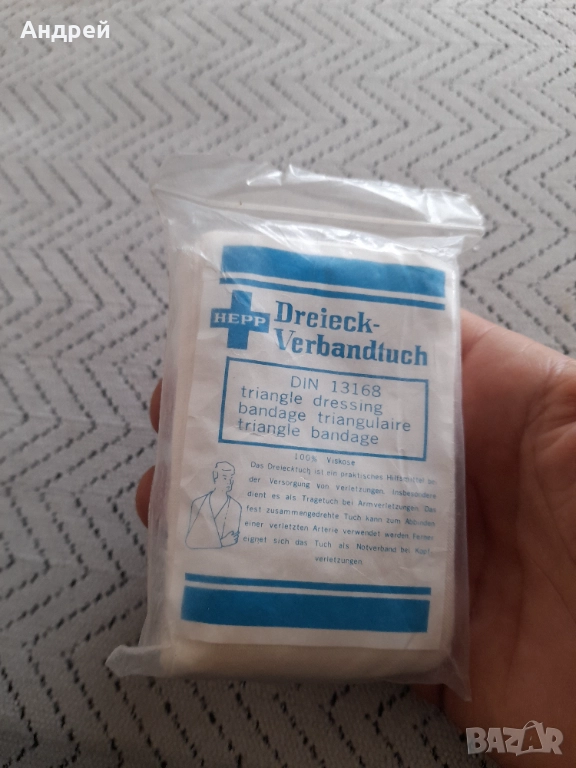 Андрей
HEPP
Dreieck-
Verbandtuch
DIN 13168
triangle dressing
bandage triangulaire
triangle bandage
100% Viskose
Das Dreiecktuch ist ein praktisches Hilfsmittel bei
der Versorgung von Verletzungen. Insbesondere
dient es als Tragetuch bei Armverletzungen. Das
fest zusammengedrehte Tuch kann zum Abbinden
einer verletzten Arterie verwendet werden. Ferner
eignet sich das Tuch als Notverband bei Kopf-
verletzungen
BAZAR